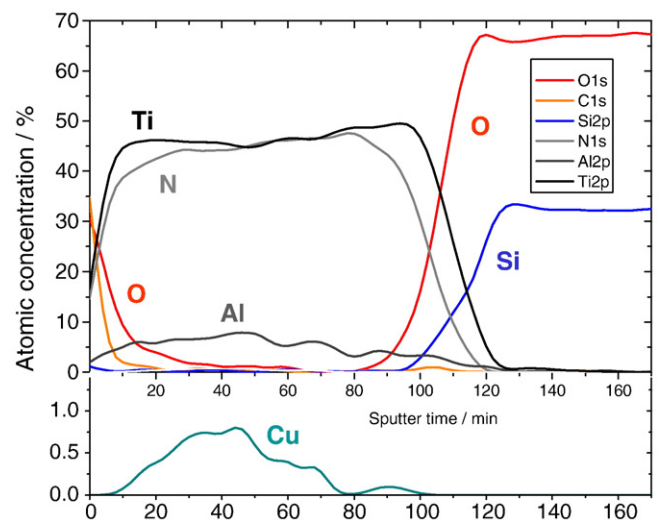 70
60
50
40
30
20
10
0
Atomic concentration / %
Ti
N
O
Al
O
Si
O1s
C1s
Si2p
N1s
Al2p
Ti2p
20 40 60 80 100 120 140 160
Sputter time / min
1.0
0.5
0.0
Cu
0 20 40 60 80 100 120 140 160